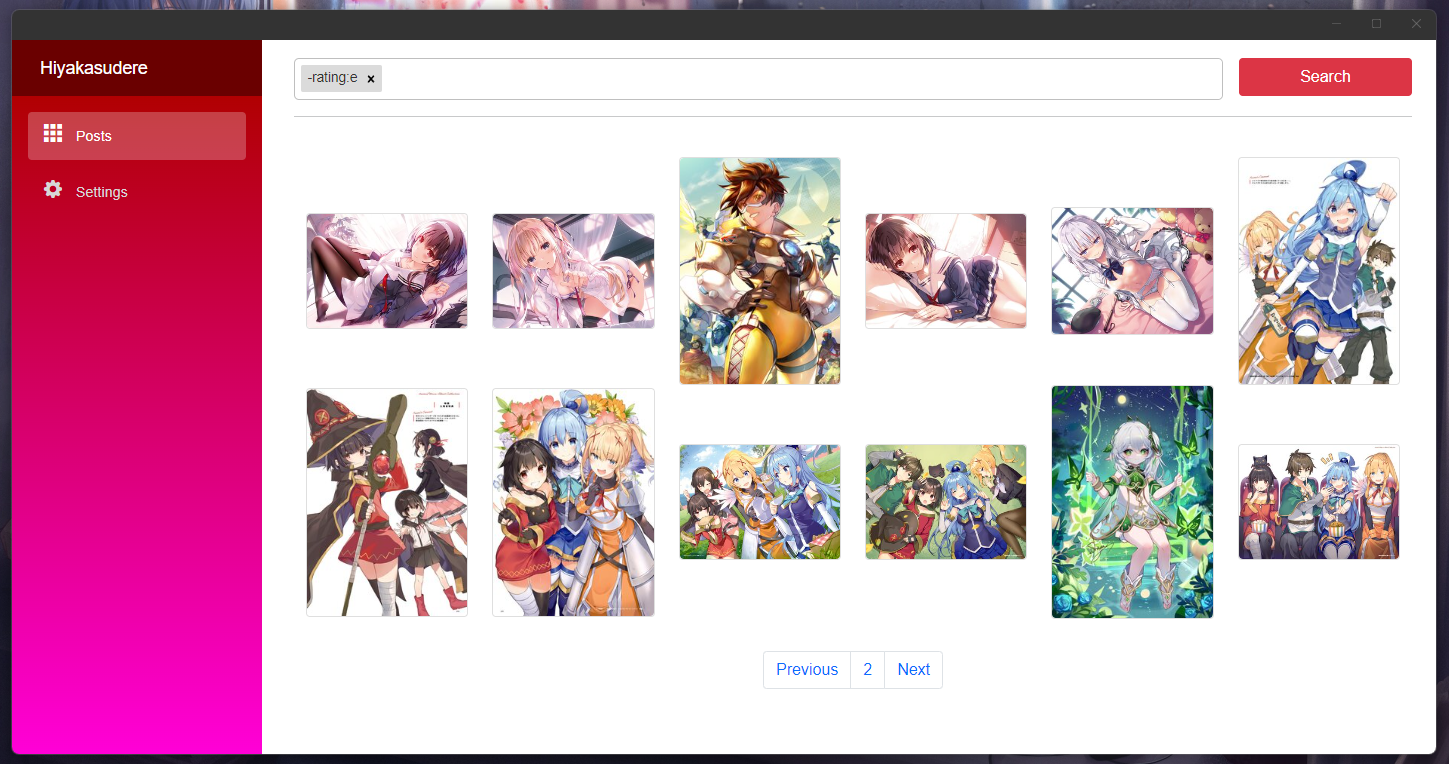 Hiyakasudere
-rating:e ×
Search
Posts
Settings
Previous
2
Next